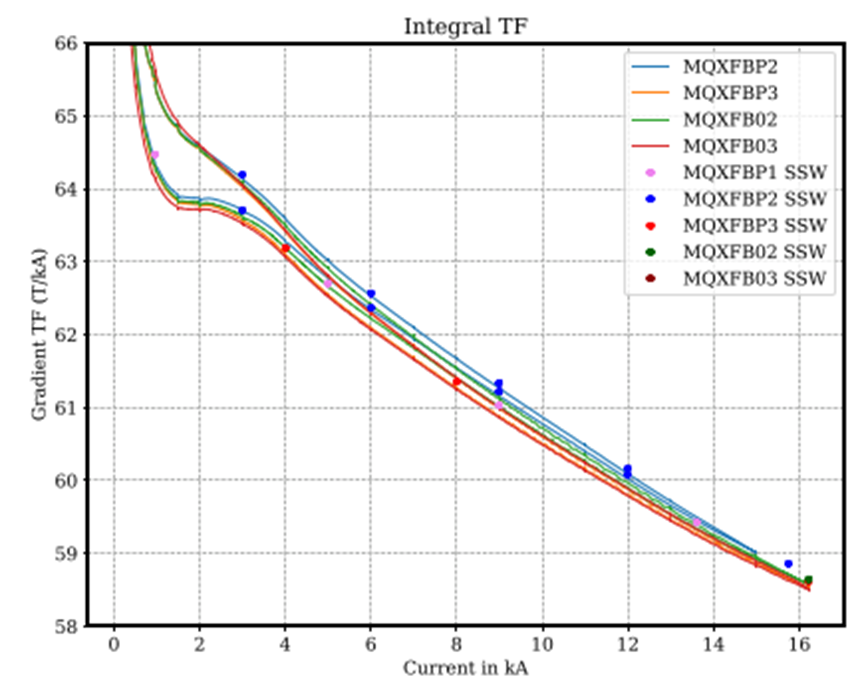 Integral TF
66
65
64
63
62
61
60
59
58
Gradient TF (T/kA)
MQXFBP2
MQXFBP3
MQXFB02
MQXFB03
MQXFBP1 SSW
MQXFBP2 SSW
MQXFBP3 SSW
MQXFB02 SSW
MQXFB03 SSW
0 2 4 6 8 10 12 14 16
Current in kA